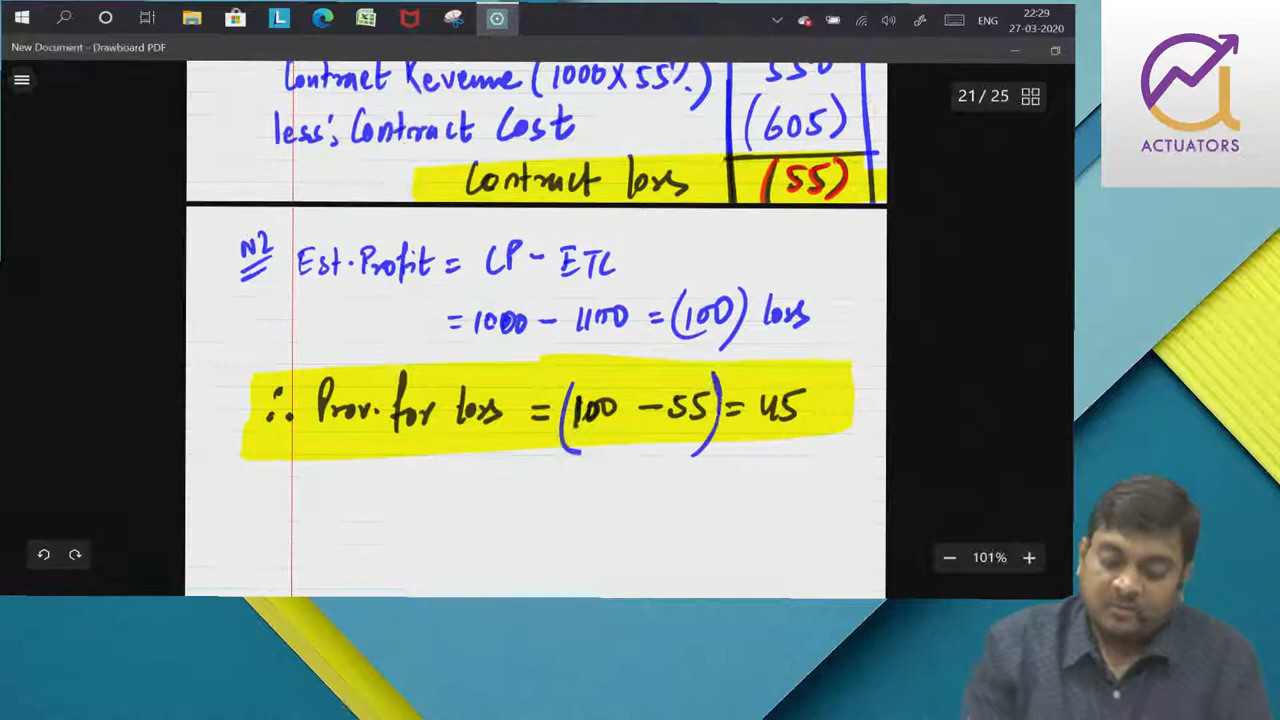 22:29
ENG
27-03-2020
New Document - Drawboard PDF
Contract Revenue (1000 X 55%.) 550
21 / 25
less; Contract Cost (605)
Contract loss (55)
ACTUATORS
N2 Est. Profit = CP - ETC
= 1000 - 1100 = (100) loss
∴ Prov. for loss = (100 - 55) = 45
101%